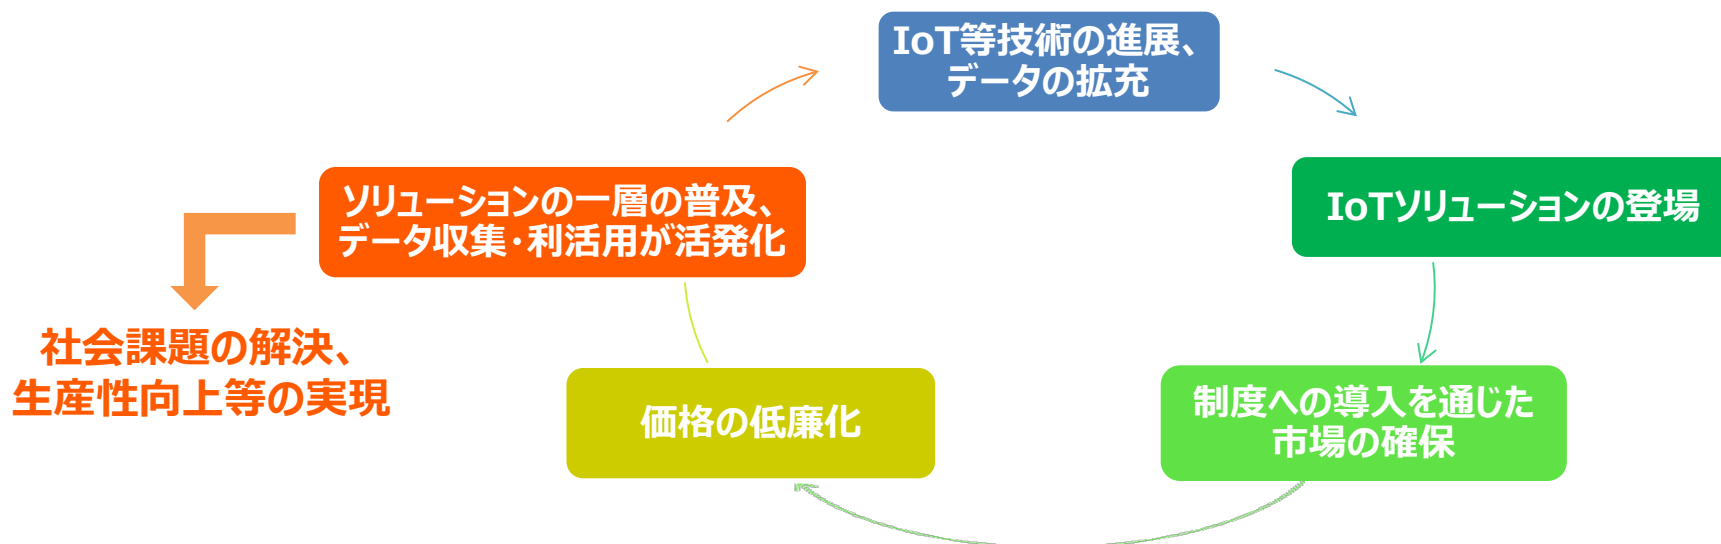 IoT等技術の進展、
データの拡充
ソリューションの一層の普及、
データ収集・利活用が活発化
IoTソリューションの登場
社会課題の解決、
生産性向上等の実現
価格の低廉化
制度への導入を通じた
市場の確保